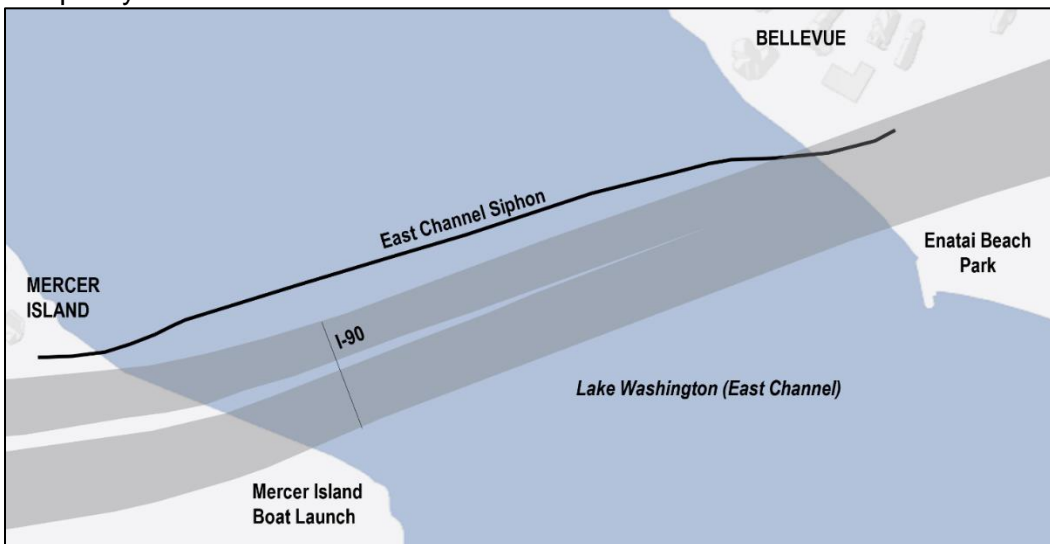 BELLEVUE
East Channel Siphon
Enatai Beach
Park
MERCER
ISLAND
I-90
Lake Washington (East Channel)
Mercer Island
Boat Launch